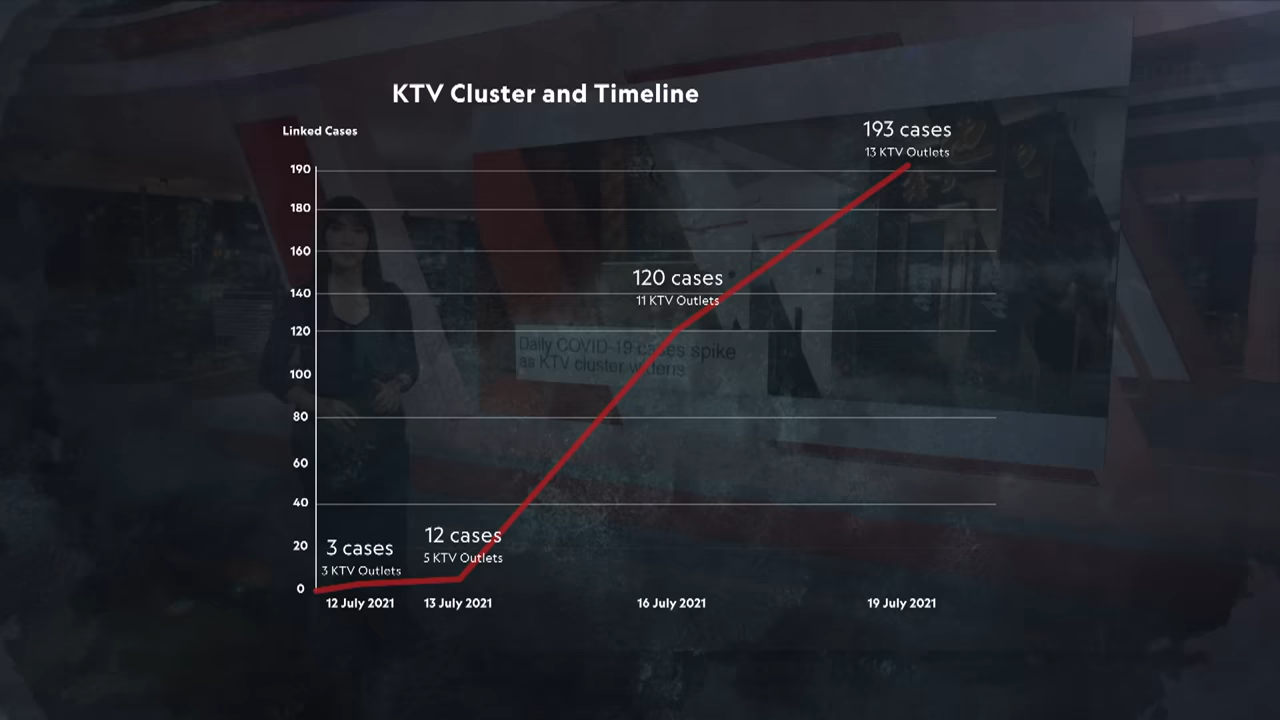 KTV Cluster and Timeline
Linked Cases
193 cases
13 KTV Outlets
190
180
160
120 cases
140
11 KTV Outlets
120
Daily COVID-19 cases spike
as KTV cluster widens
100
80
60
40
12 cases
20
3 cases
5 KTV Outlets
3 KTV Outlets
0
12 July 2021
13 July 2021
16 July 2021
19 July 2021